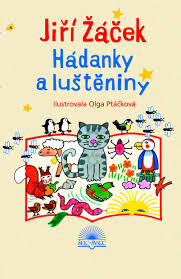 Jiří Žáček
Hádanky
a luštěniny
Ilustrovala Olga Ptáčková